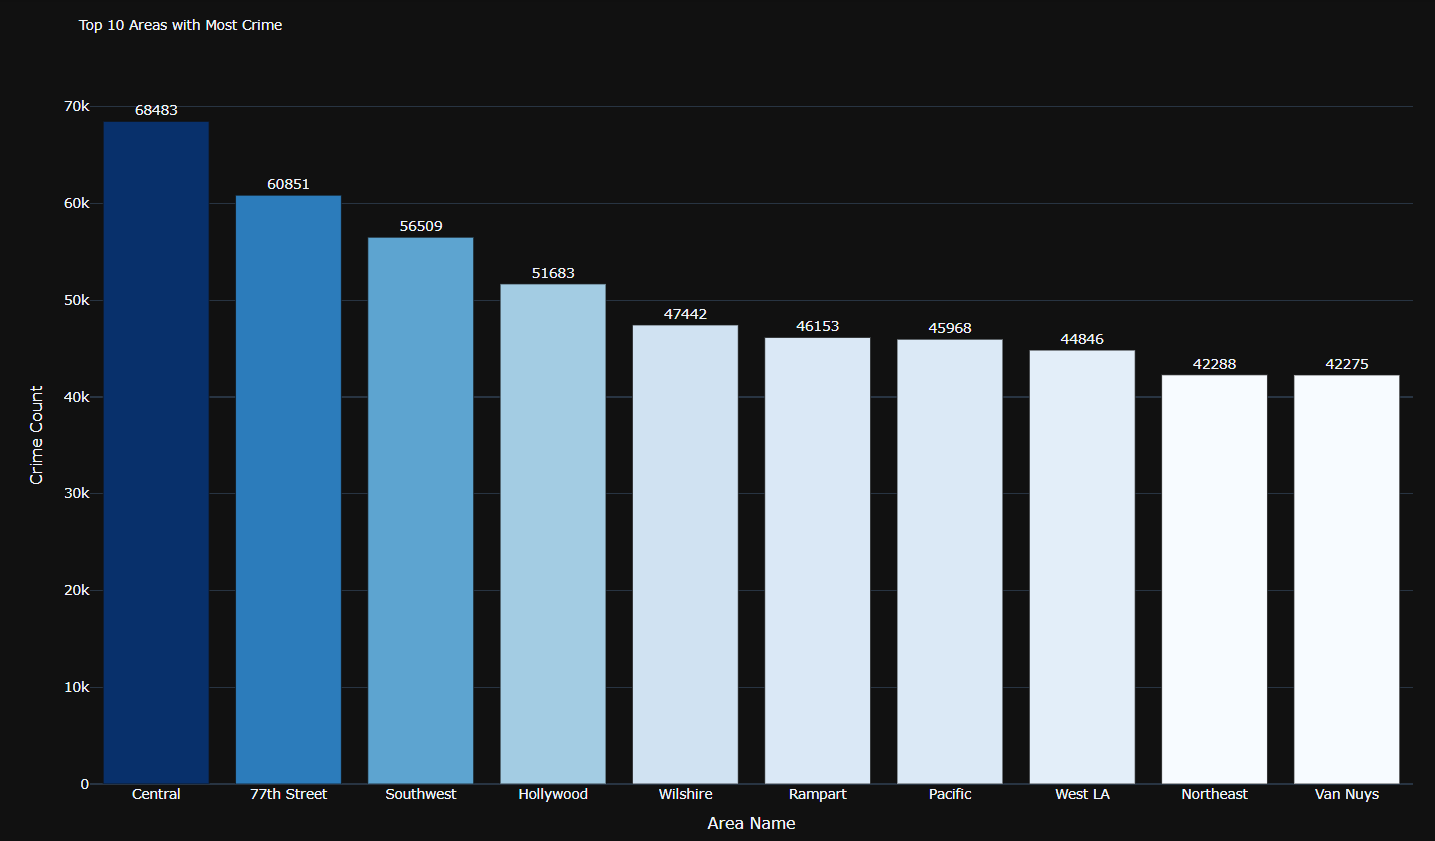 Top 10 Areas with Most Crime
70k
60k
50k
40k
30k
20k
10k
0
Crime Count
68483
60851
56509
51683
47442
46153
45968
44846
42288
42275
Central
77th Street
Southwest
Hollywood
Wilshire
Rampart
Pacific
West LA
Northeast
Van Nuys
Area Name